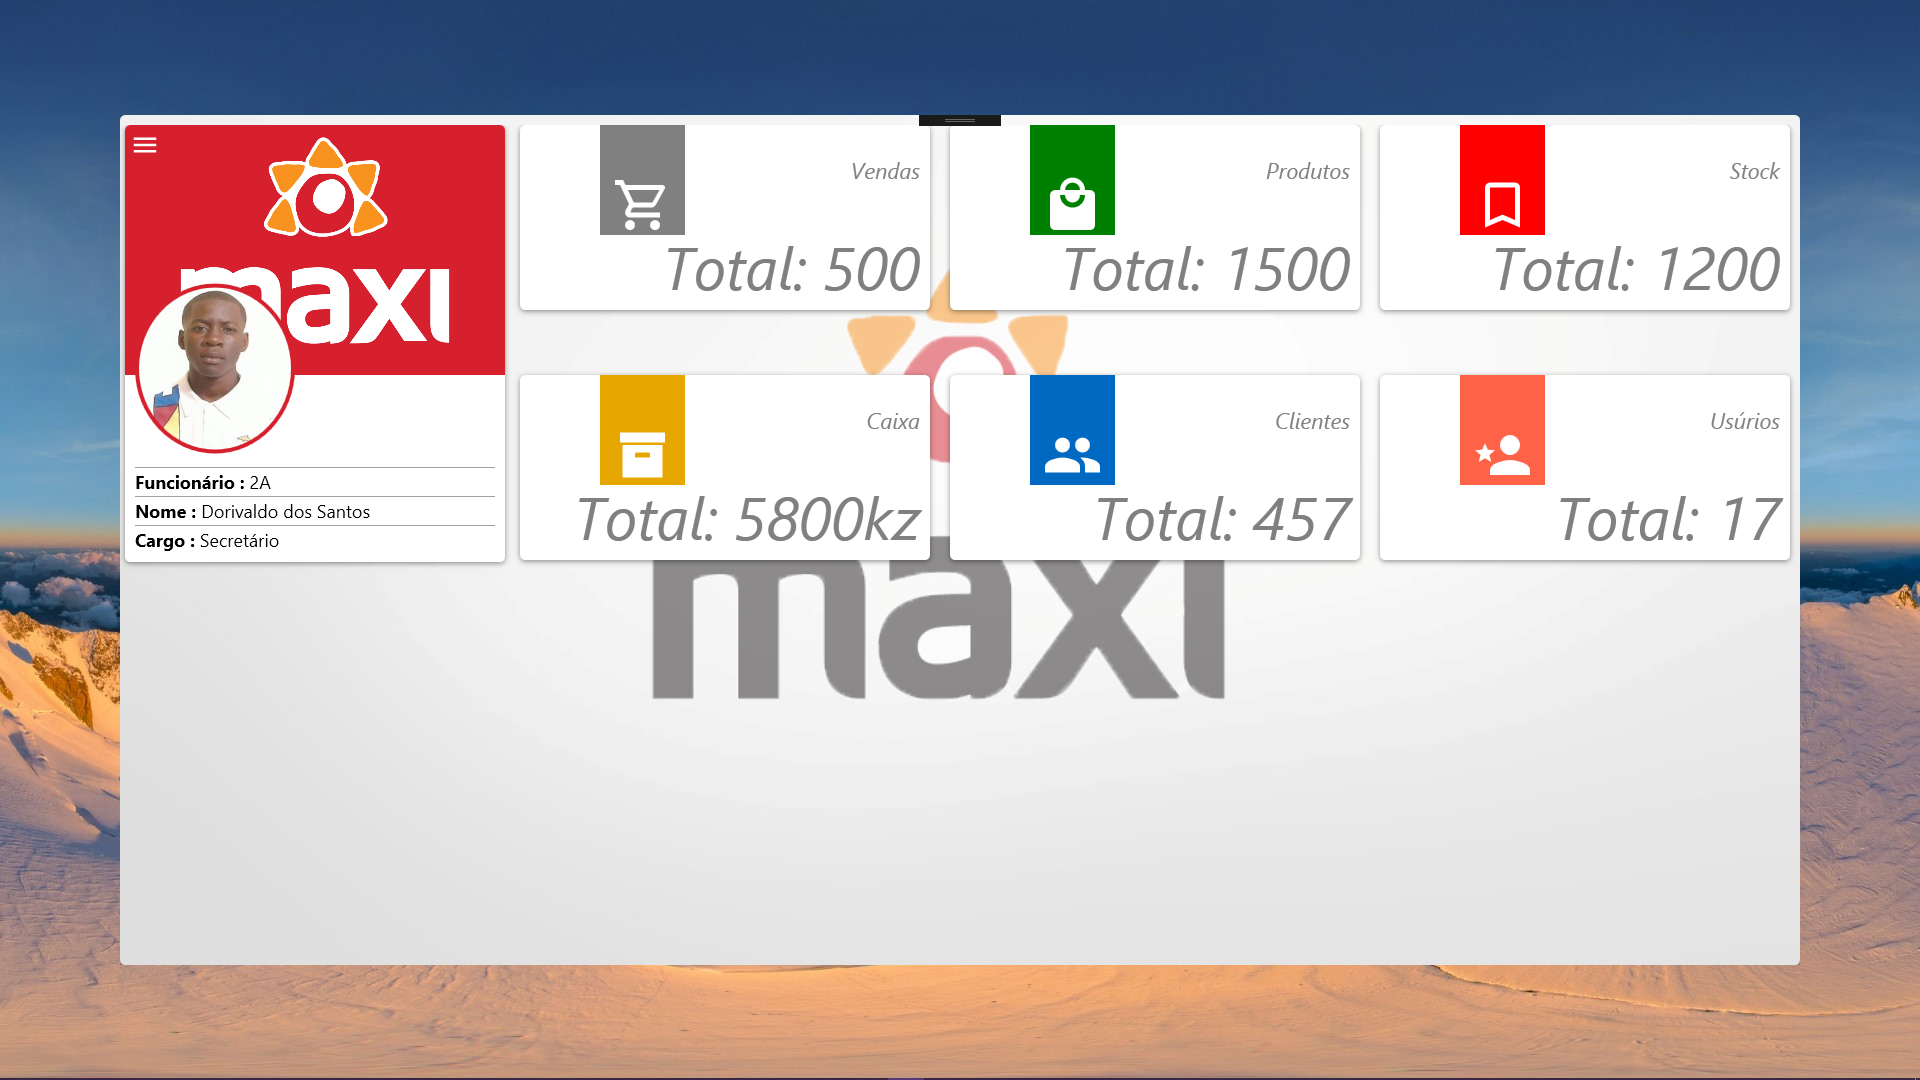 maxi
Funcionário : 2A
Nome : Dorivaldo dos Santos
Cargo : Secretário
Vendas
Total: 500
Produtos
Total: 1500
Stock
Total: 1200
Caixa
Total: 5800kz
Clientes
Total: 457
Usúrios
Total: 17
maxi